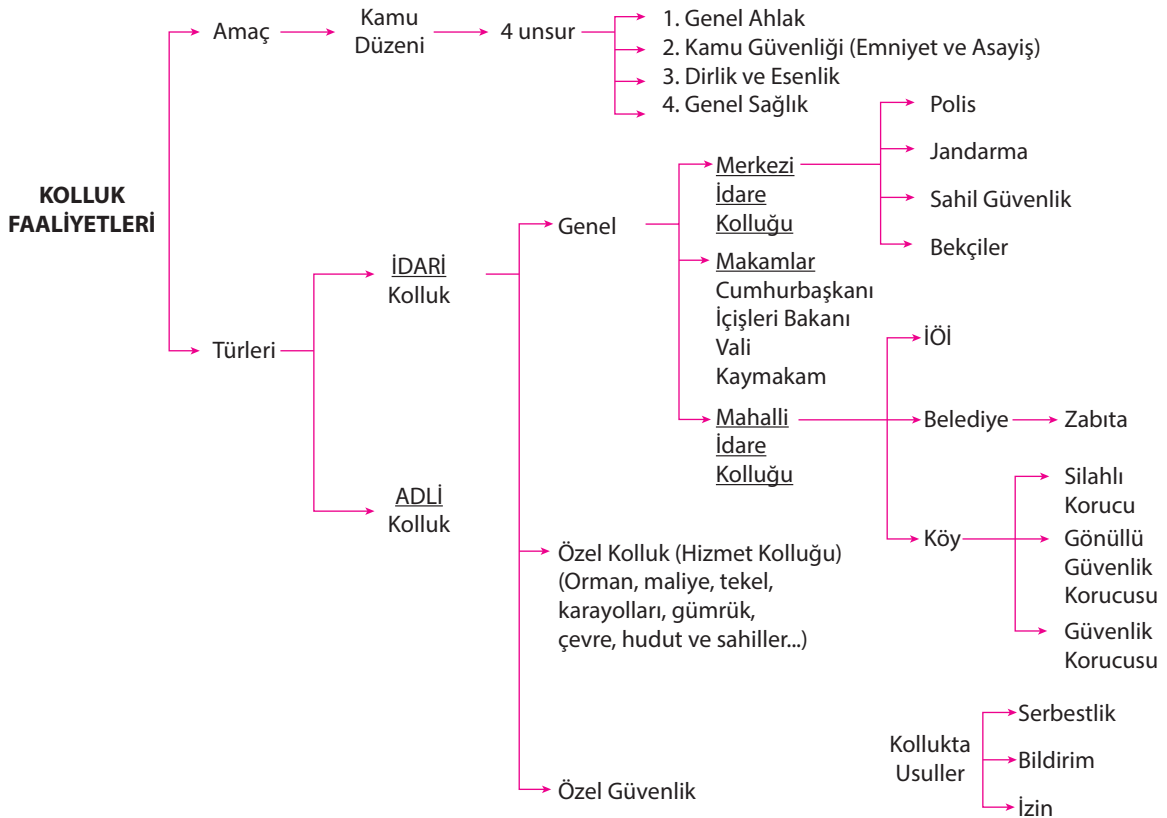 KOLLUK
FAALİYETLERİ
Amaç
Kamu
Düzeni
4 unsur
1. Genel Ahlak
2. Kamu Güvenliği (Emniyet ve Asayiş)
3. Dirlik ve Esenlik
4. Genel Sağlık
Türleri
İDARİ
Kolluk
Genel
Merkezi
İdare
Kolluğu
Polis
Jandarma
Sahil Güvenlik
Bekçiler
Makamlar
Cumhurbaşkanı
İçişleri Bakanı
Vali
Kaymakam
Mahalli
İdare
Kolluğu
İÖİ
Belediye
Zabıta
Köy
Silahlı
Korucu
Gönüllü
Güvenlik
Korucusu
Güvenlik
Korucusu
Özel Kolluk (Hizmet Kolluğu)
(Orman, maliye, tekel,
karayolları, gümrük,
çevre, hudut ve sahiller...)
Özel Güvenlik
ADLİ
Kolluk
Kollukta
Usuller
Serbestlik
Bildirim
İzin